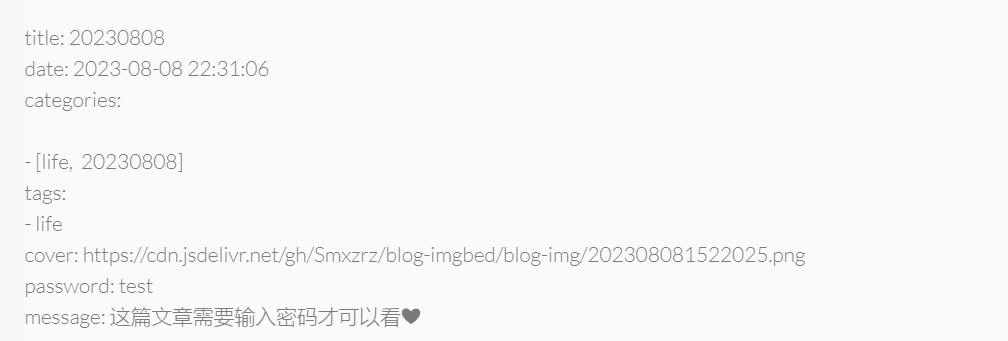 title: 20230808
date: 2023-08-08 22:31:06
categories:
- [life, 20230808]
tags:
- life
cover: https://cdn.jsdelivr.net/gh/Smxzrz/blog-imgbed/blog-img/202308081522025.png
password: test
message: 这篇文章需要输入密码才可以看❤